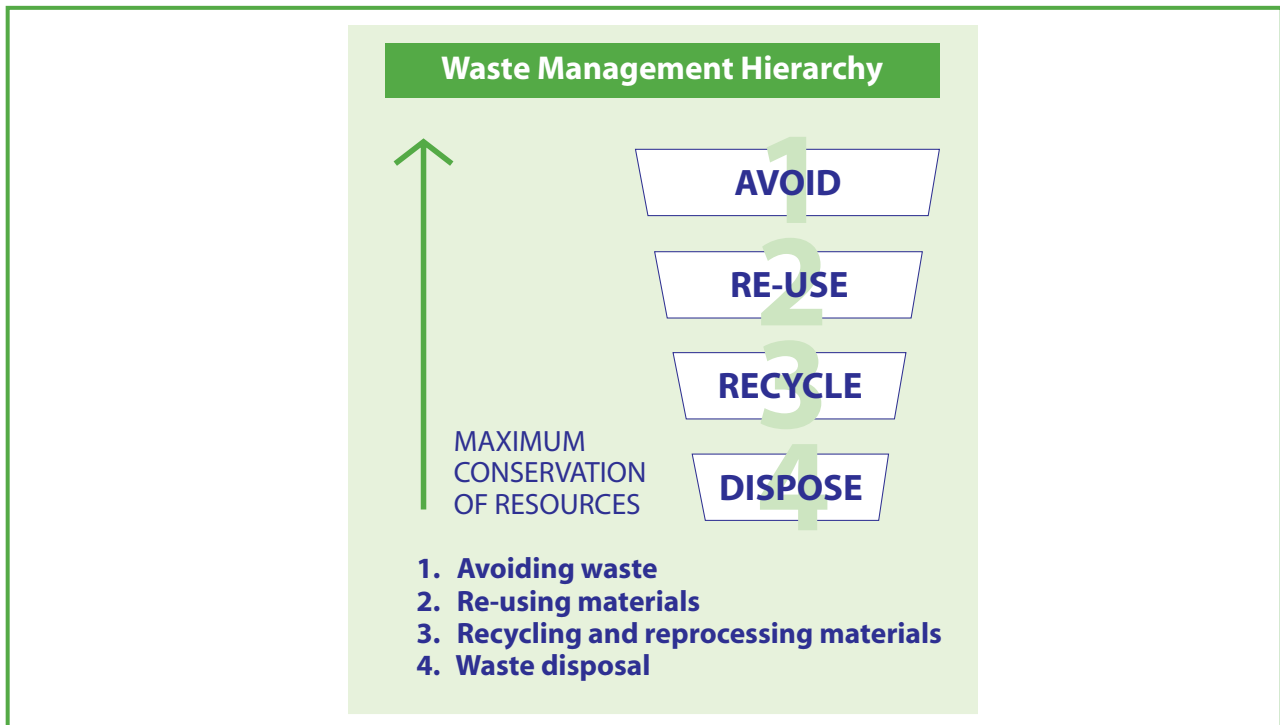 Waste Management Hierarchy
1
AVOID
2
RE-USE
3
RECYCLE
4
DISPOSE
MAXIMUM
CONSERVATION
OF RESOURCES
1. Avoiding waste
2. Re-using materials
3. Recycling and reprocessing materials
4. Waste disposal